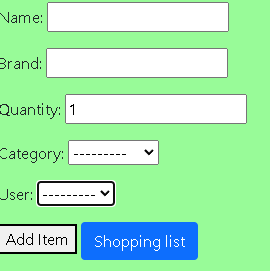 Name:
Brand:
Quantity: 1
Category: ---------
User: ---------
Add Item Shopping list